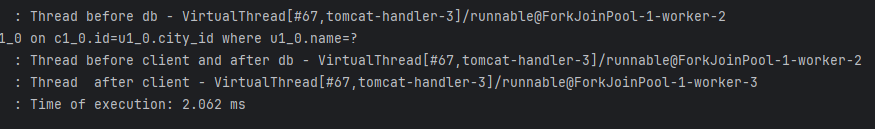 : Thread before db - VirtualThread[#67,tomcat-handler-3]/runnable@ForkJoinPool-1-worker-2
1_0 on c1_0.id=u1_0.city_id where u1_0.name=?
: Thread before client and after db - VirtualThread[#67,tomcat-handler-3]/runnable@ForkJoinPool-1-worker-2
: Thread  after client - VirtualThread[#67,tomcat-handler-3]/runnable@ForkJoinPool-1-worker-3
: Time of execution: 2.062 ms